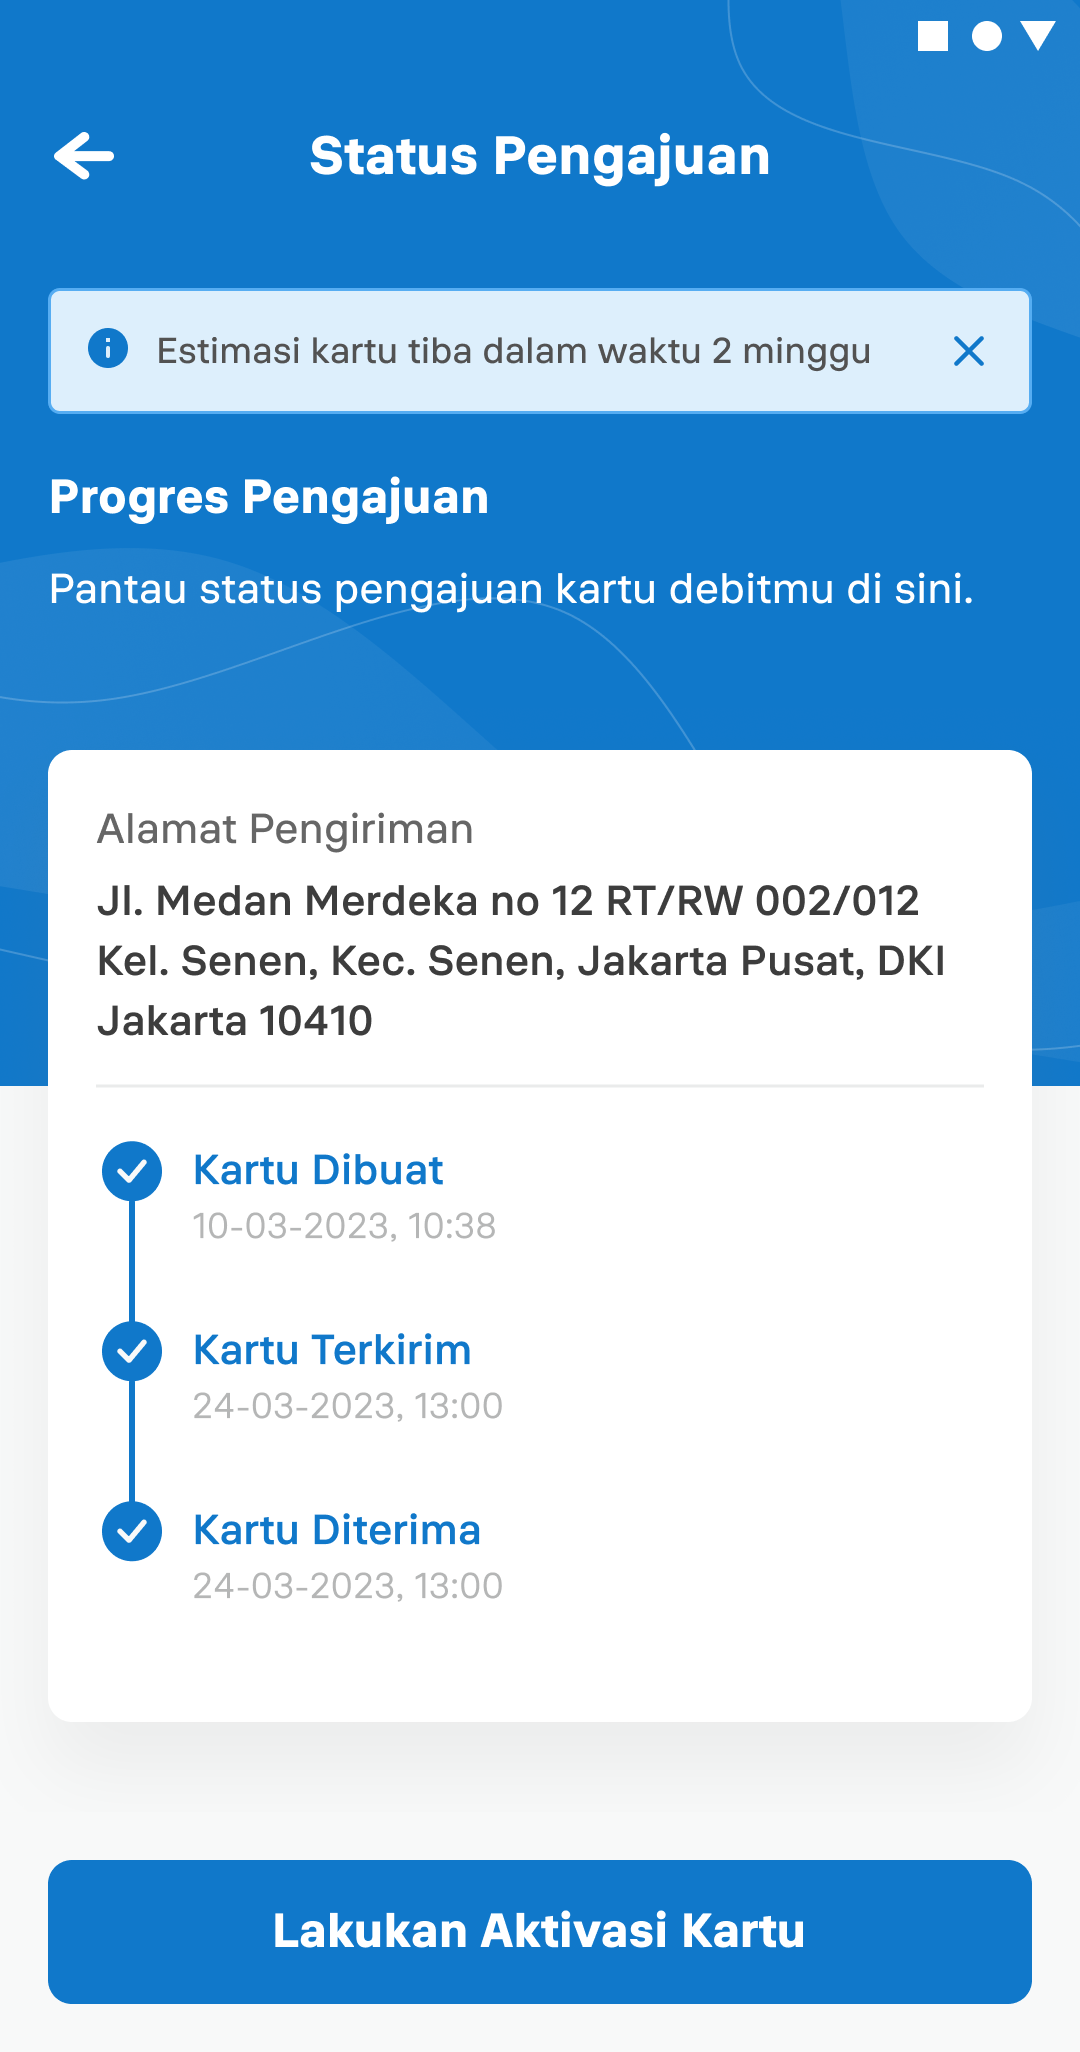 Status Pengajuan
Estimasi kartu tiba dalam waktu 2 minggu
Progres Pengajuan
Pantau status pengajuan kartu debitmu di sini.
Alamat Pengiriman
Jl. Medan Merdeka no 12 RT/RW 002/012
Kel. Senen, Kec. Senen, Jakarta Pusat, DKI
Jakarta 10410
Kartu Dibuat
10-03-2023, 10:38
Kartu Terkirim
24-03-2023, 13:00
Kartu Diterima
24-03-2023, 13:00
Lakukan Aktivasi Kartu